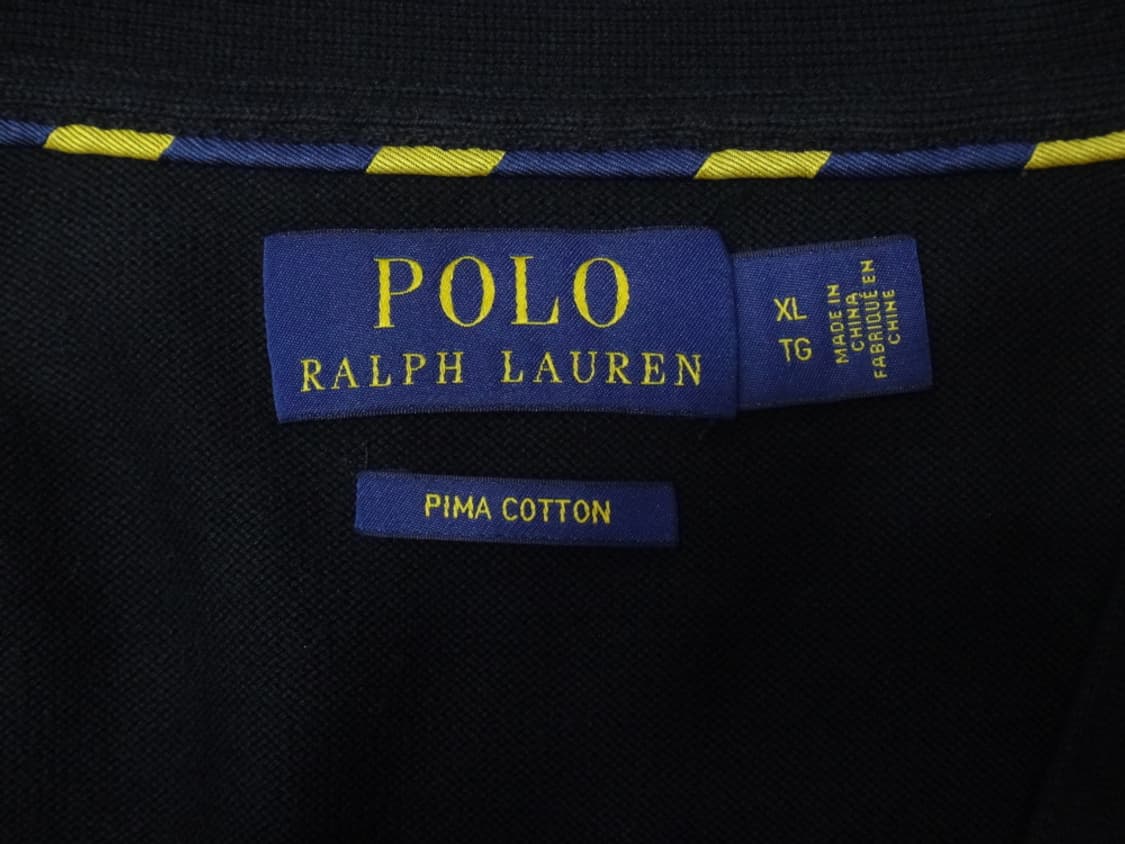 POLO
RALPH LAUREN
XL
TG
MADE IN
CHINA
FABRIQUÉ EN
CHINE
PIMA COTTON